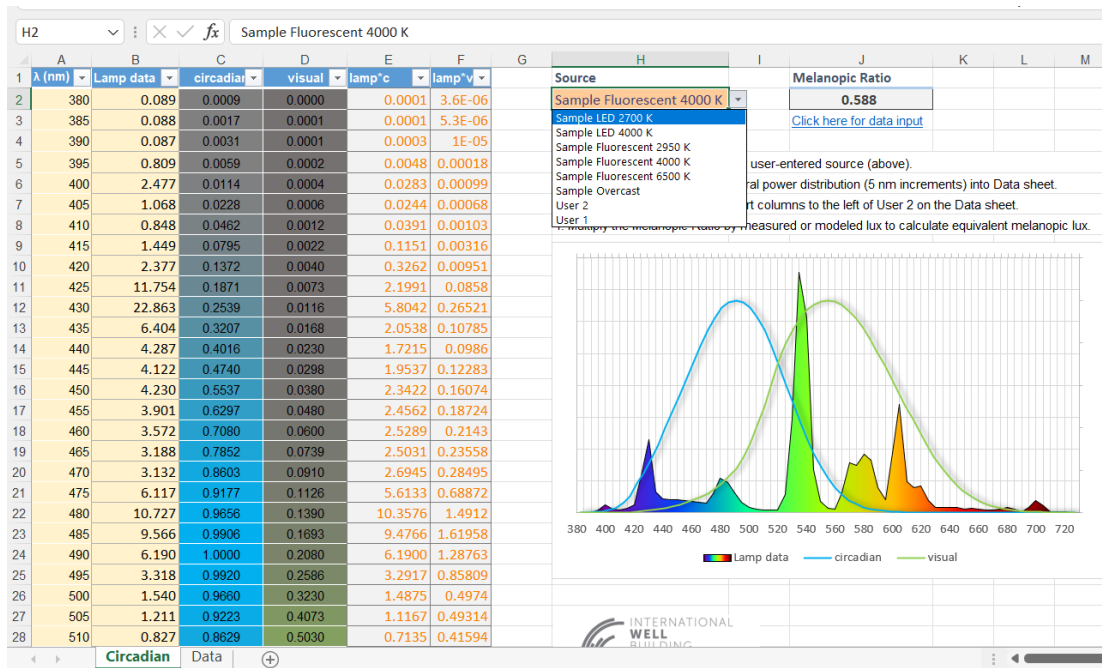 H2 fx Sample Fluorescent 4000 K
A B C D E F G H I J K L M
1 λ (nm) Lamp data circadian visual lamp*c lamp*v Source Melanopic Ratio
2 380 0.089 0.0009 0.0000 0.0001 3.6E-06 Sample Fluorescent 4000 K 0.588
3 385 0.088 0.0017 0.0001 0.0001 5.3E-06 Sample LED 2700 K Click here for data input
4 390 0.087 0.0031 0.0001 0.0003 1E-05 Sample LED 4000 K
Sample Fluorescent 2950 K
5 395 0.809 0.0059 0.0002 0.0048 0.00018 Sample Fluorescent 4000 K user-entered source (above).
6 400 2.477 0.0114 0.0004 0.0283 0.00099 Sample Fluorescent 6500 K ral power distribution (5 nm increments) into Data sheet.
Sample Overcast
7 405 1.068 0.0228 0.0006 0.0244 0.00068 User 2 rt columns to the left of User 2 on the Data sheet.
8 410 0.848 0.0462 0.0012 0.0391 0.00103 User 1 measured or modeled lux to calculate equivalent melanopic lux.
9 415 1.449 0.0795 0.0022 0.1151 0.00316
10 420 2.377 0.1372 0.0040 0.3262 0.00951
11 425 11.754 0.1871 0.0073 2.1991 0.0858
12 430 22.863 0.2539 0.0116 5.8042 0.26521
13 435 6.404 0.3207 0.0168 2.0538 0.10785
14 440 4.287 0.4016 0.0230 1.7215 0.0986
15 445 4.122 0.4740 0.0298 1.9537 0.12283
16 450 4.230 0.5537 0.0380 2.3422 0.16074
17 455 3.901 0.6297 0.0480 2.4562 0.18724
18 460 3.572 0.7080 0.0600 2.5289 0.2143
19 465 3.188 0.7852 0.0739 2.5031 0.23558
20 470 3.132 0.8603 0.0910 2.6945 0.28495
21 475 6.117 0.9177 0.1126 5.6133 0.68872
22 480 10.727 0.9656 0.1390 10.3576 1.4912
23 485 9.566 0.9906 0.1693 9.4766 1.61958
24 490 6.190 1.0000 0.2080 6.1900 1.28763
25 495 3.318 0.9920 0.2586 3.2917 0.85809
26 500 1.540 0.9660 0.3230 1.4875 0.4974
27 505 1.211 0.9223 0.4073 1.1167 0.49314
28 510 0.827 0.8629 0.5030 0.7135 0.41594
380 400 420 440 460 480 500 520 540 560 580 600 620 640 660 680 700 720
Lamp data circadian visual
INTERNATIONAL
WELL
BUILDING
Circadian Data